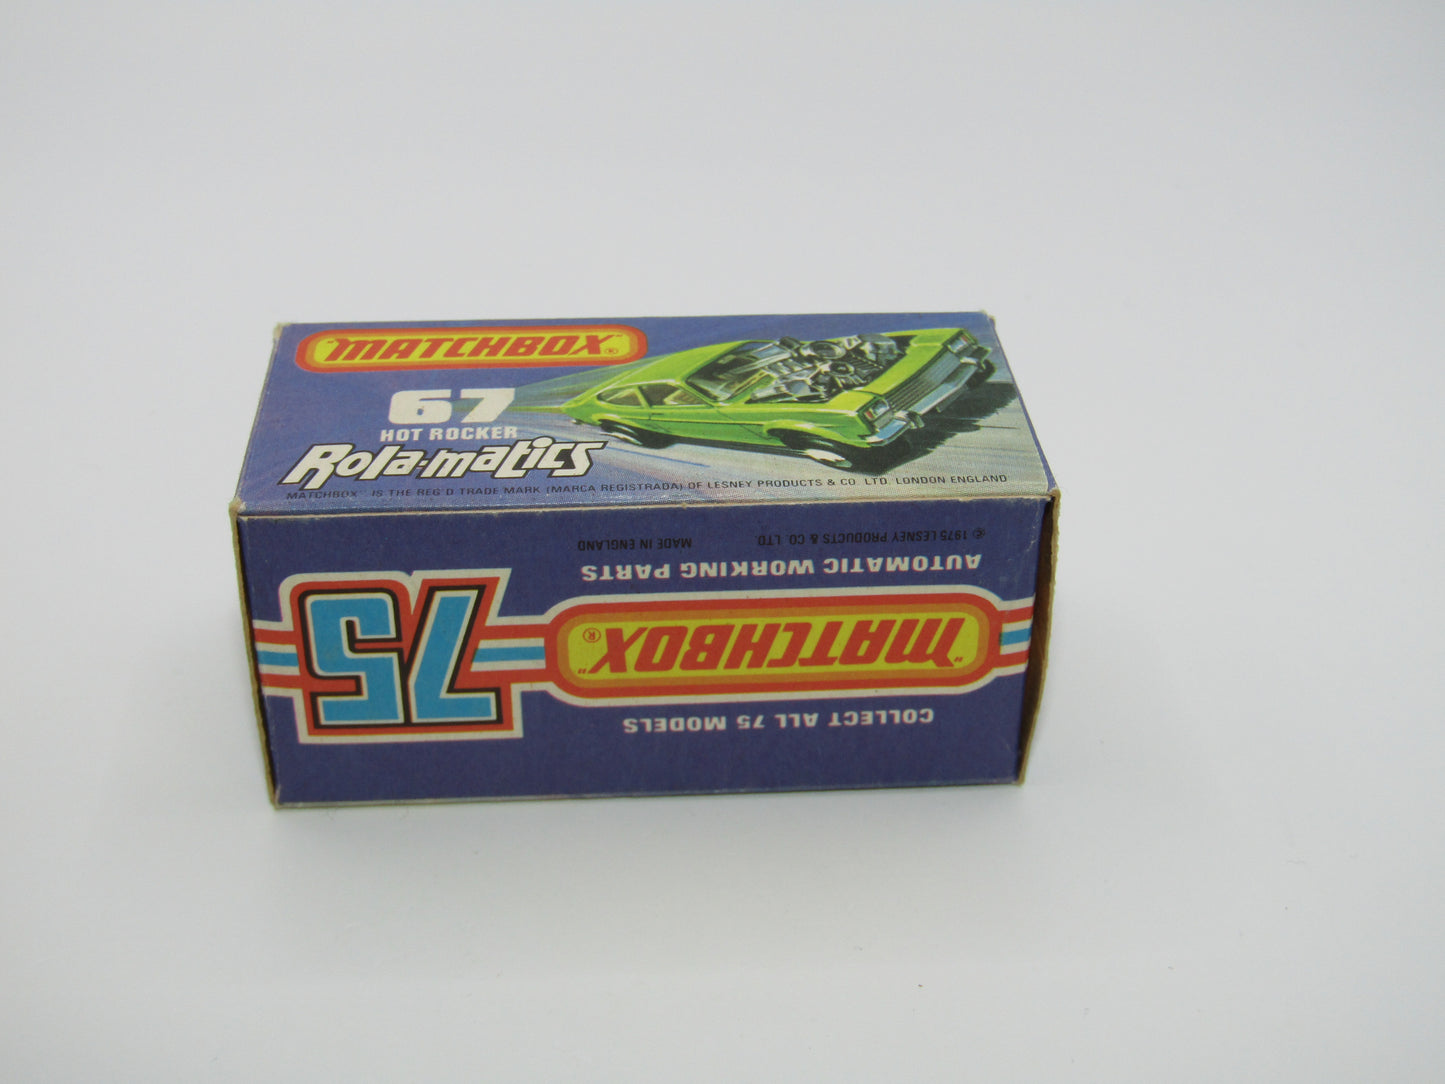 "MATCHBOX"®
67
HOT ROCKER
Rola-matics
MATCHBOX" IS THE REG'D TRADE MARK (MARCA REGISTRADA) OF LESNEY PRODUCTS & CO. LTD. LONDON ENGLAND
COLLECT ALL 75 MODELS
"MATCHBOX"®
75
AUTOMATIC WORKING PARTS
© 1975 LESNEY PRODUCTS & CO. LTD. MADE IN ENGLAND